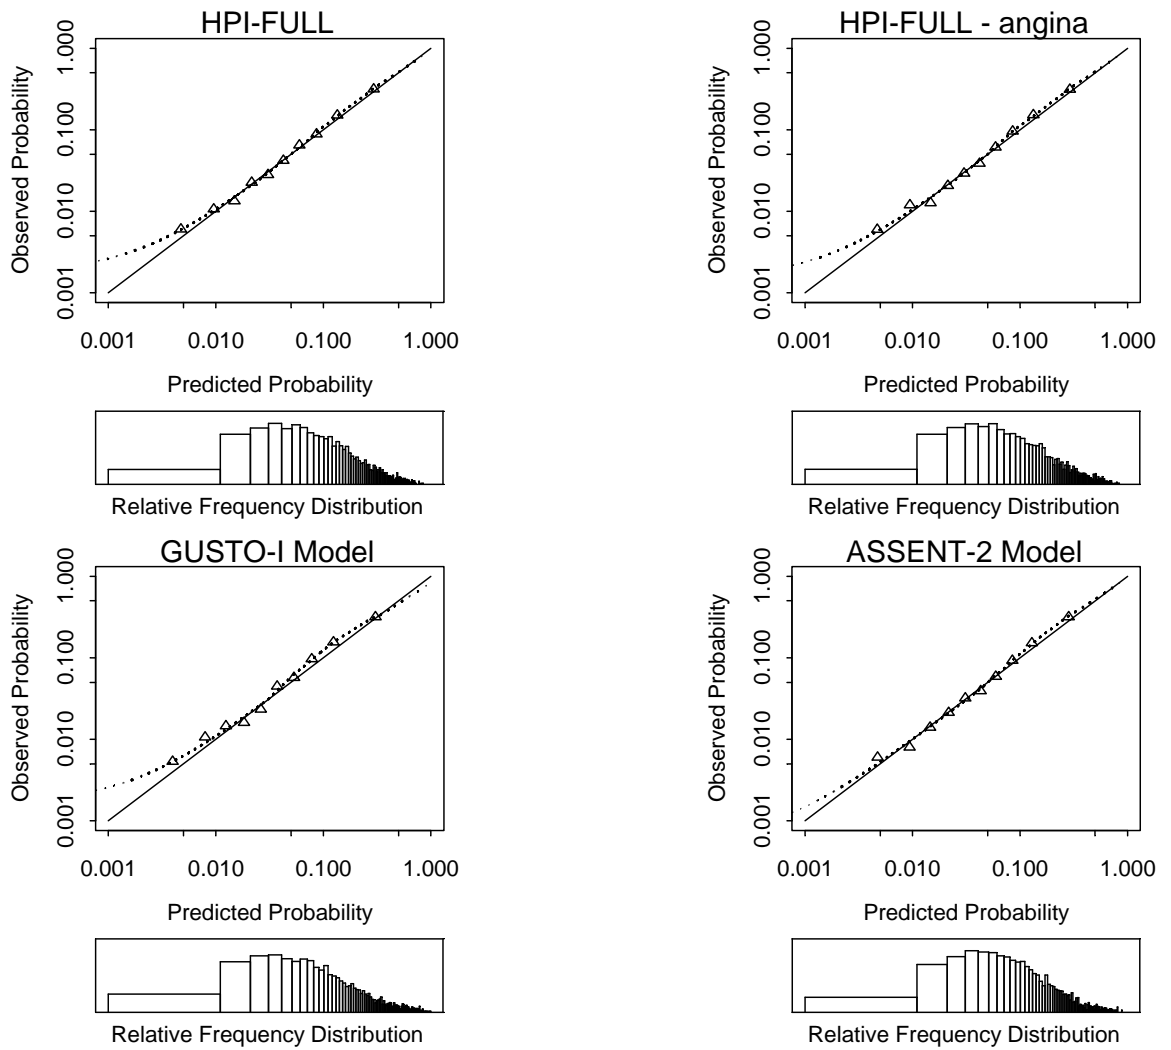 HPI-FULL
Observed Probability
1.000
0.100
0.010
0.001
0.001 0.010 0.100 1.000
Predicted Probability
Relative Frequency Distribution
HPI-FULL - angina
Observed Probability
1.000
0.100
0.010
0.001
0.001 0.010 0.100 1.000
Predicted Probability
Relative Frequency Distribution
GUSTO-I Model
Observed Probability
1.000
0.100
0.010
0.001
0.001 0.010 0.100 1.000
Predicted Probability
Relative Frequency Distribution
ASSENT-2 Model
Observed Probability
1.000
0.100
0.010
0.001
0.001 0.010 0.100 1.000
Predicted Probability
Relative Frequency Distribution